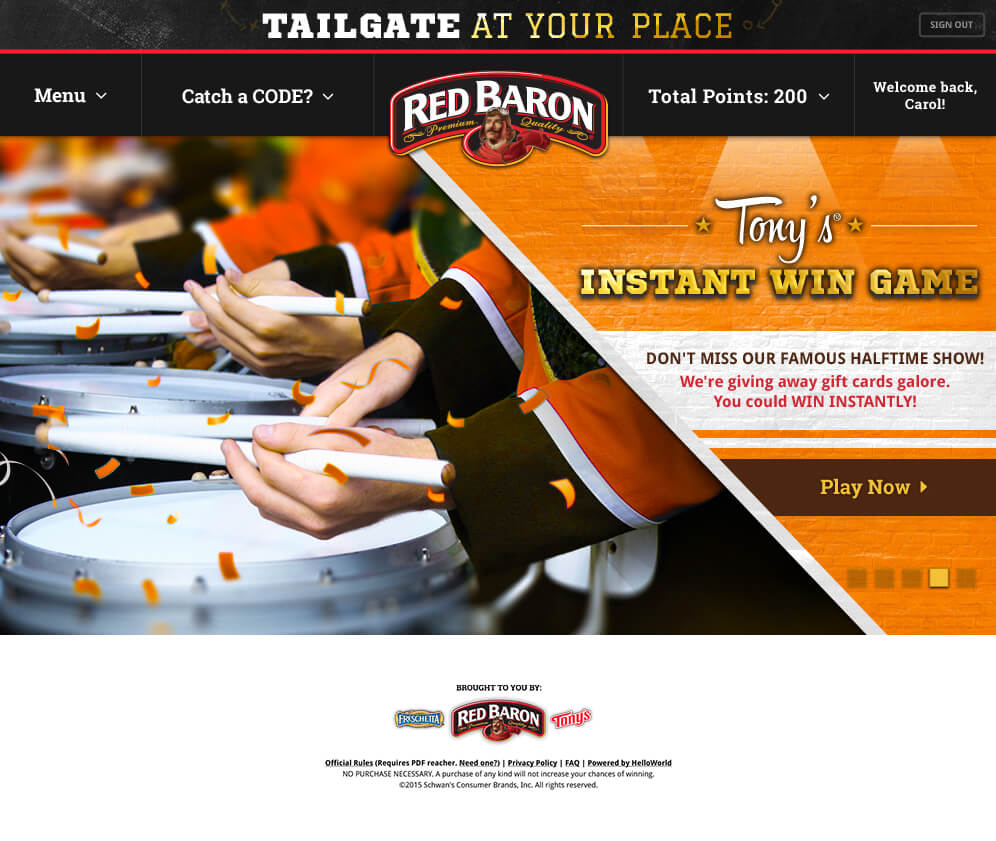 TAILGATE AT YOUR PLACE
SIGN OUT
Menu
Catch a CODE?
RED BARON
Premium Quality
Total Points: 200
Welcome back,
Carol!
Tony's®
INSTANT WIN GAME
DON'T MISS OUR FAMOUS HALFTIME SHOW!
We're giving away gift cards galore.
You could WIN INSTANTLY!
Play Now
BROUGHT TO YOU BY:
FRESCHETTA
RED BARON
Premium Quality
Tony's
Official Rules (Requires PDF reacher. Need one?) | Privacy Policy | FAQ | Powered by HelloWorld
NO PURCHASE NECESSARY. A purchase of any kind will not increase your chances of winning.
©2015 Schwan's Consumer Brands, Inc. All rights reserved.